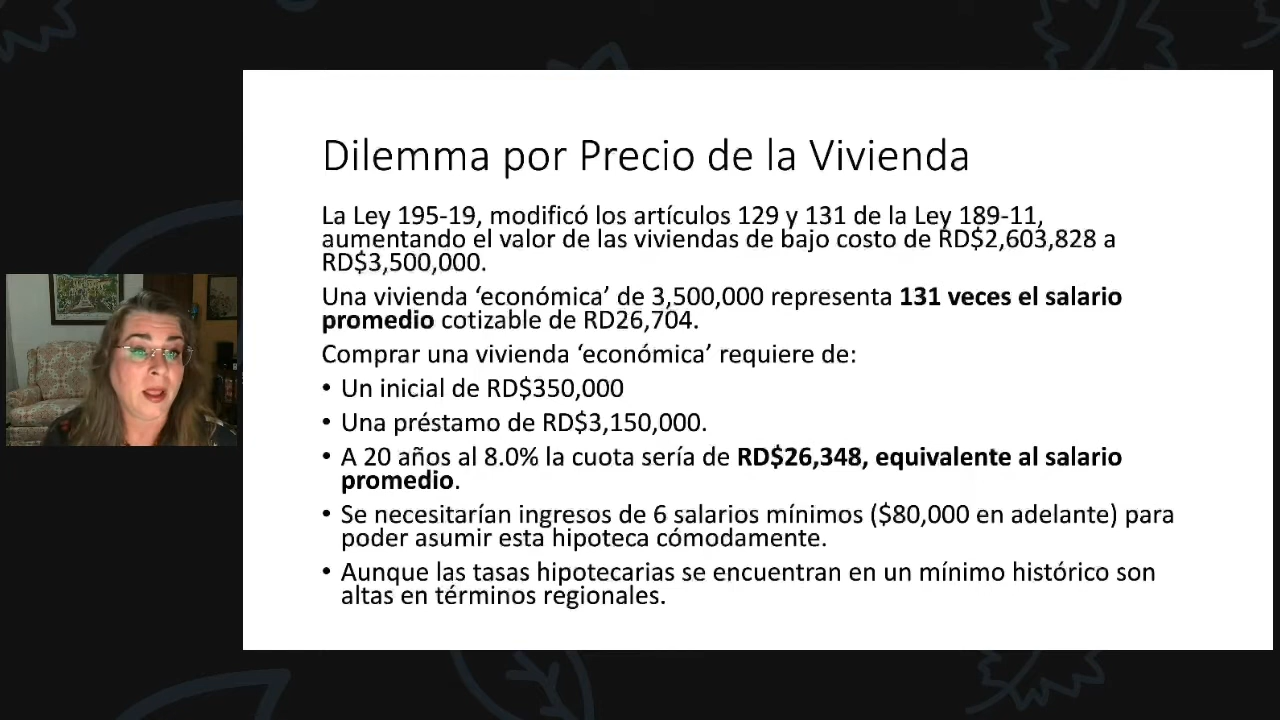 Dilemma por Precio de la Vivienda
La Ley 195-19, modificó los artículos 129 y 131 de la Ley 189-11,
aumentando el valor de las viviendas de bajo costo de RD$2,603,828 a
RD$3,500,000.
Una vivienda ‘económica’ de 3,500,000 representa 131 veces el salario
promedio cotizable de RD26,704.
Comprar una vivienda ‘económica’ requiere de:
• Un inicial de RD$350,000
• Una préstamo de RD$3,150,000.
• A 20 años al 8.0% la cuota sería de RD$26,348, equivalente al salario
promedio.
• Se necesitarían ingresos de 6 salarios mínimos ($80,000 en adelante) para
poder asumir esta hipoteca cómodamente.
• Aunque las tasas hipotecarias se encuentran en un mínimo histórico son
altas en términos regionales.